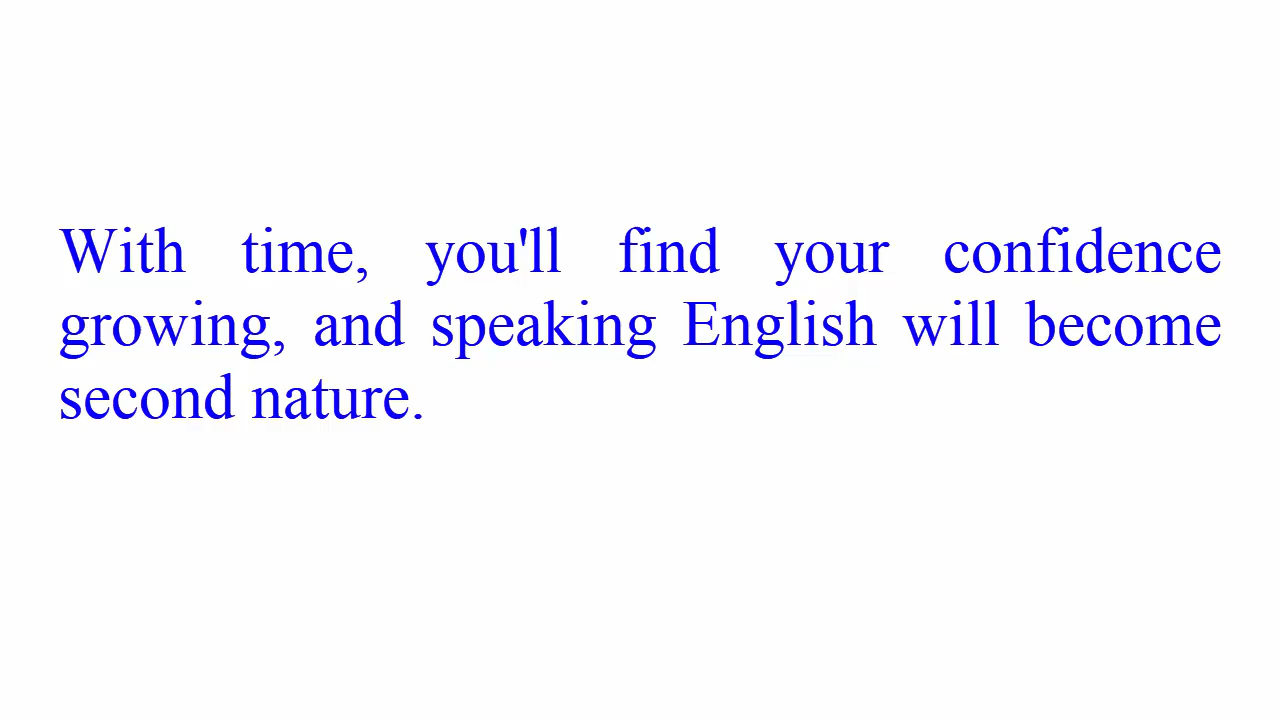 With time, you'll find your confidence
growing, and speaking English will become
second nature.